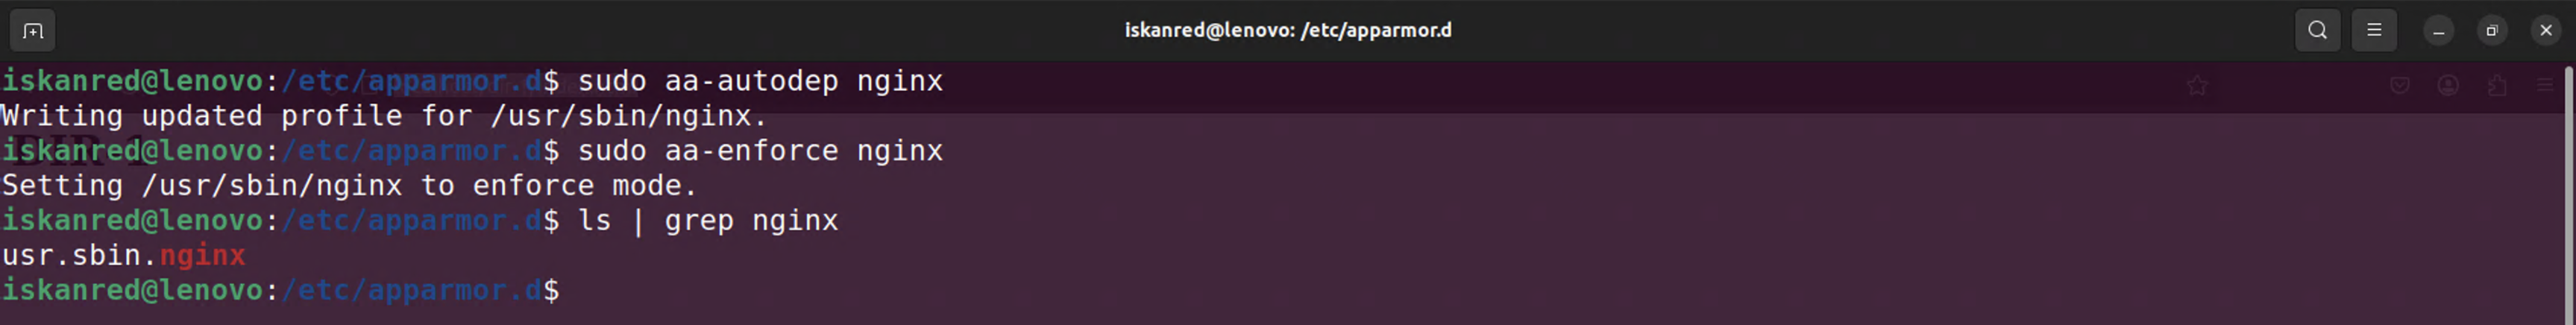 iskanred@lenovo: /etc/apparmor.d
iskanred@lenovo:/etc/apparmor.d$ sudo aa-autodep nginx
Writing updated profile for /usr/sbin/nginx.
iskanred@lenovo:/etc/apparmor.d$ sudo aa-enforce nginx
Setting /usr/sbin/nginx to enforce mode.
iskanred@lenovo:/etc/apparmor.d$ ls | grep nginx
usr.sbin.nginx
iskanred@lenovo:/etc/apparmor.d$